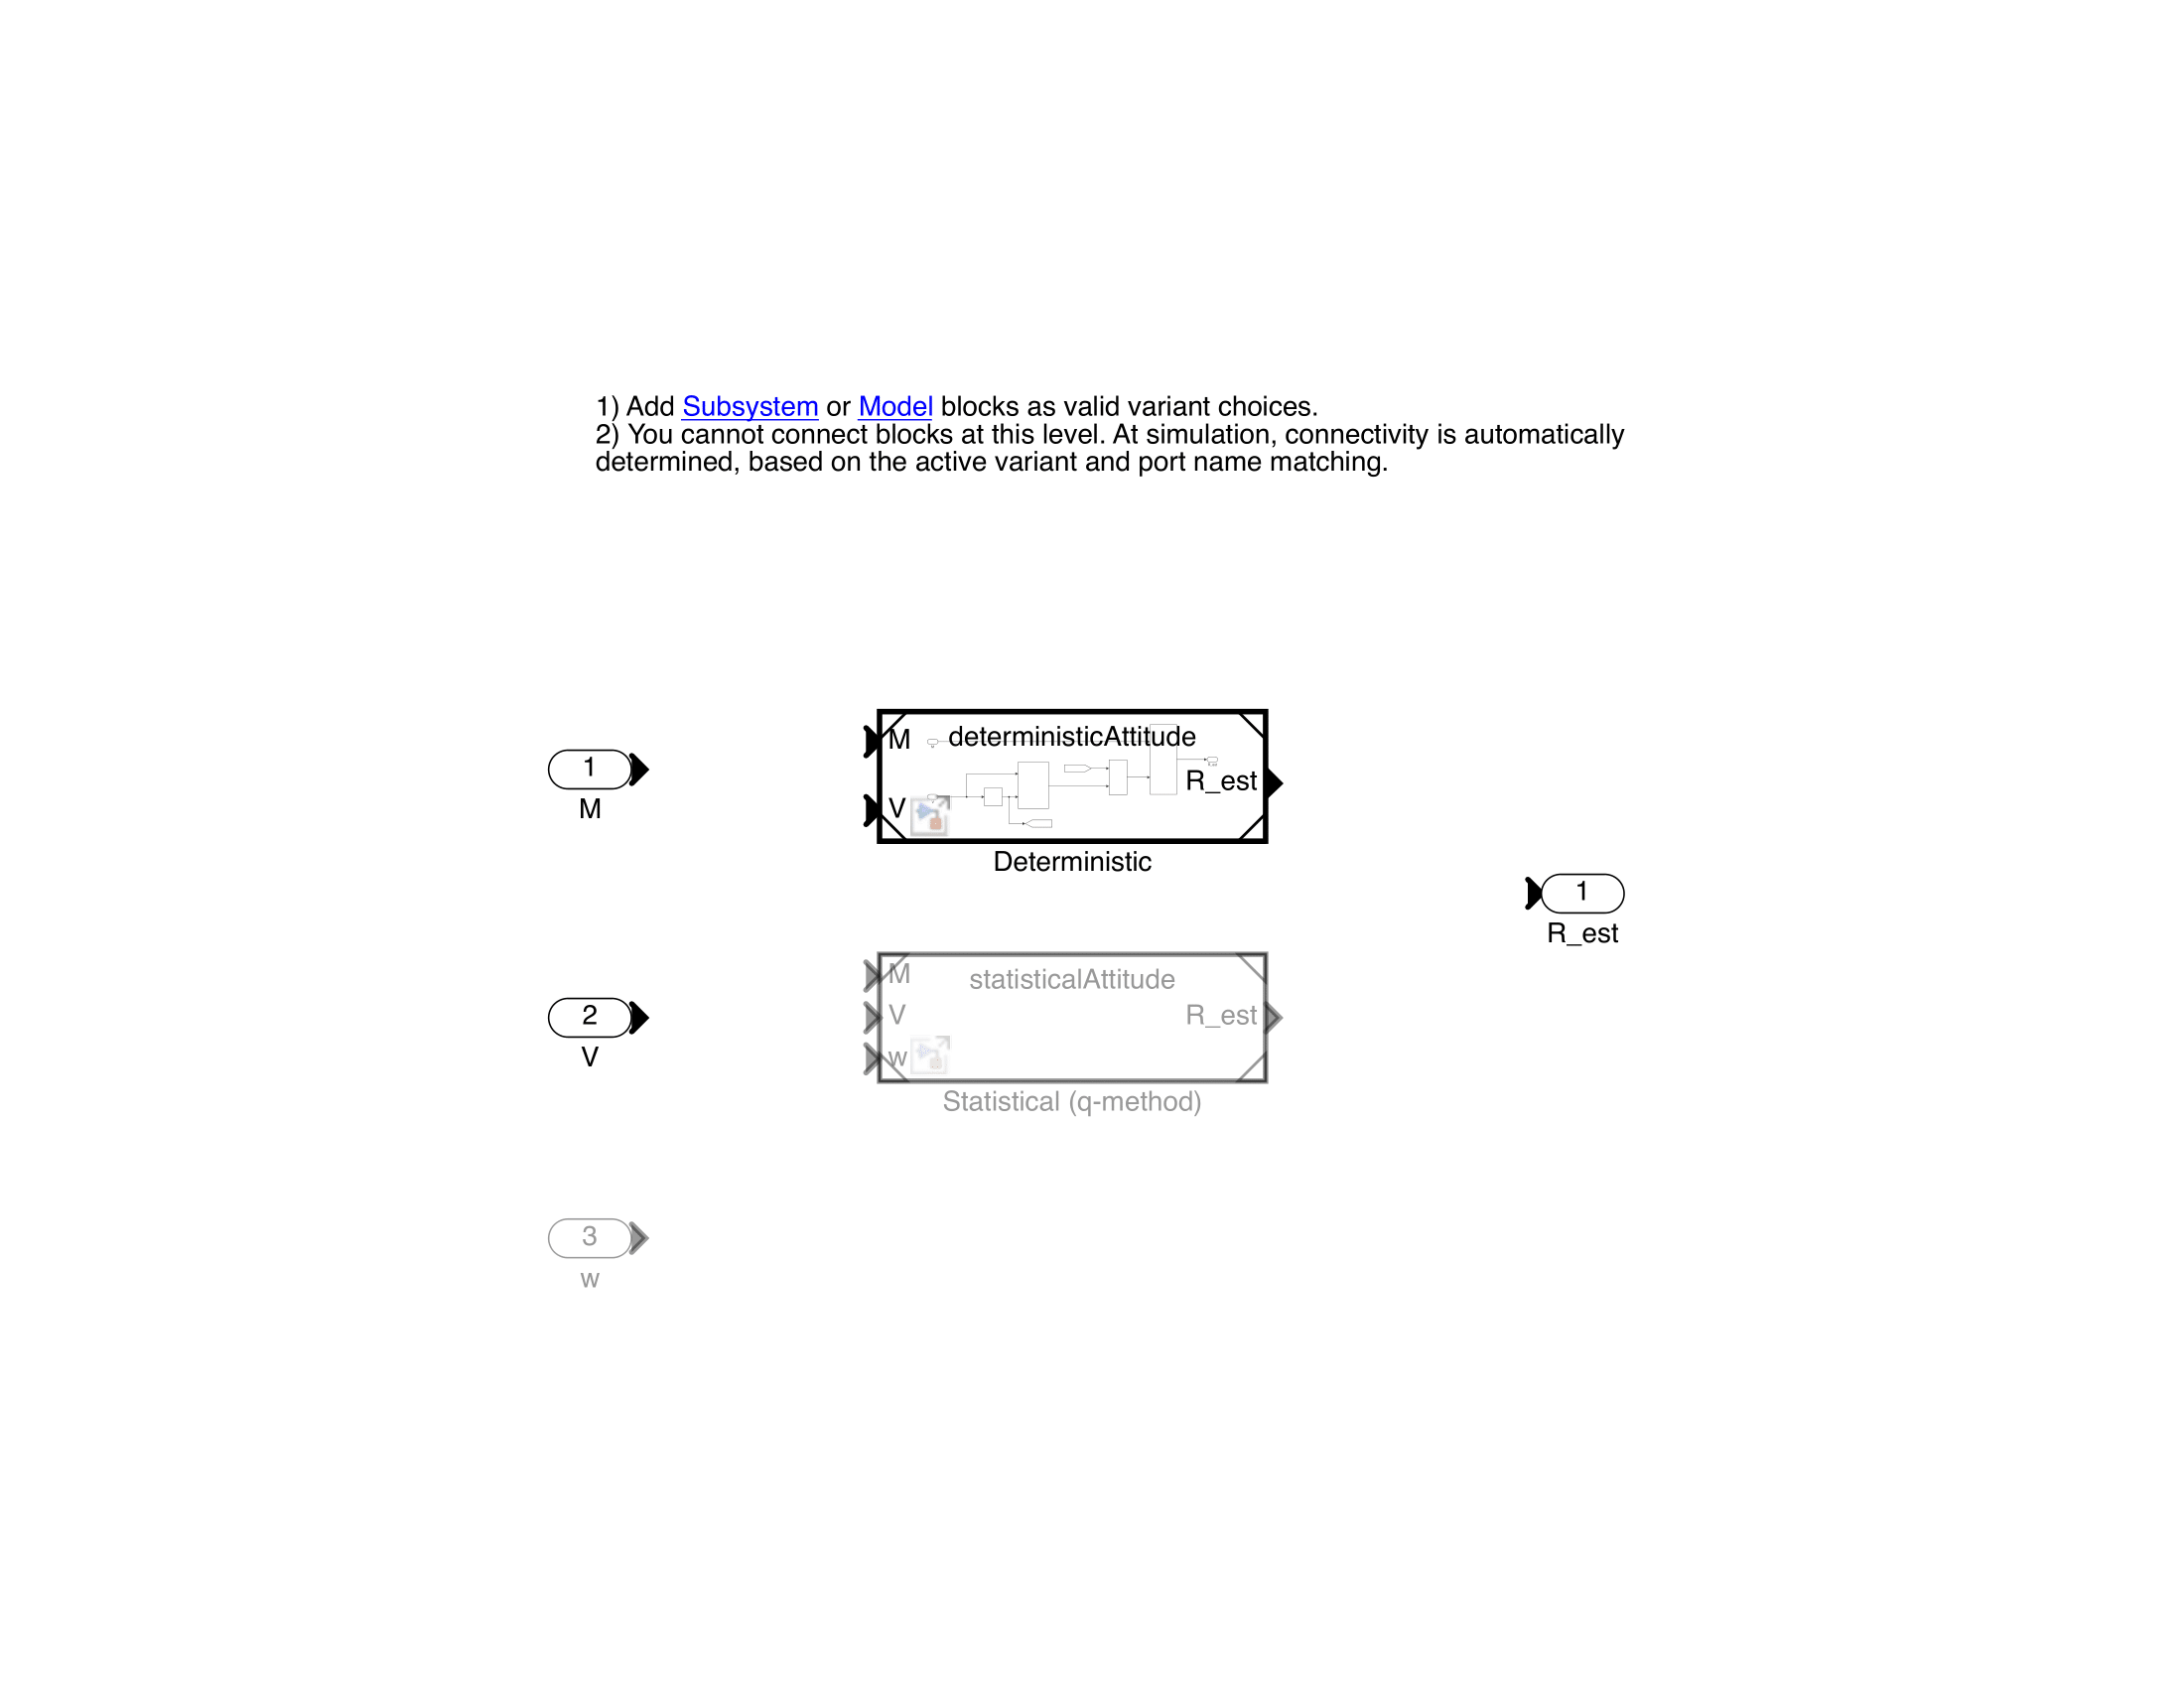 1) Add Subsystem or Model blocks as valid variant choices.
2) You cannot connect blocks at this level. At simulation, connectivity is automatically
determined, based on the active variant and port name matching.
1
M
M
deterministicAttitude
R_est
V
Deterministic
1
R_est
2
V
M
statisticalAttitude
V
R_est
w
Statistical (q-method)
3
w